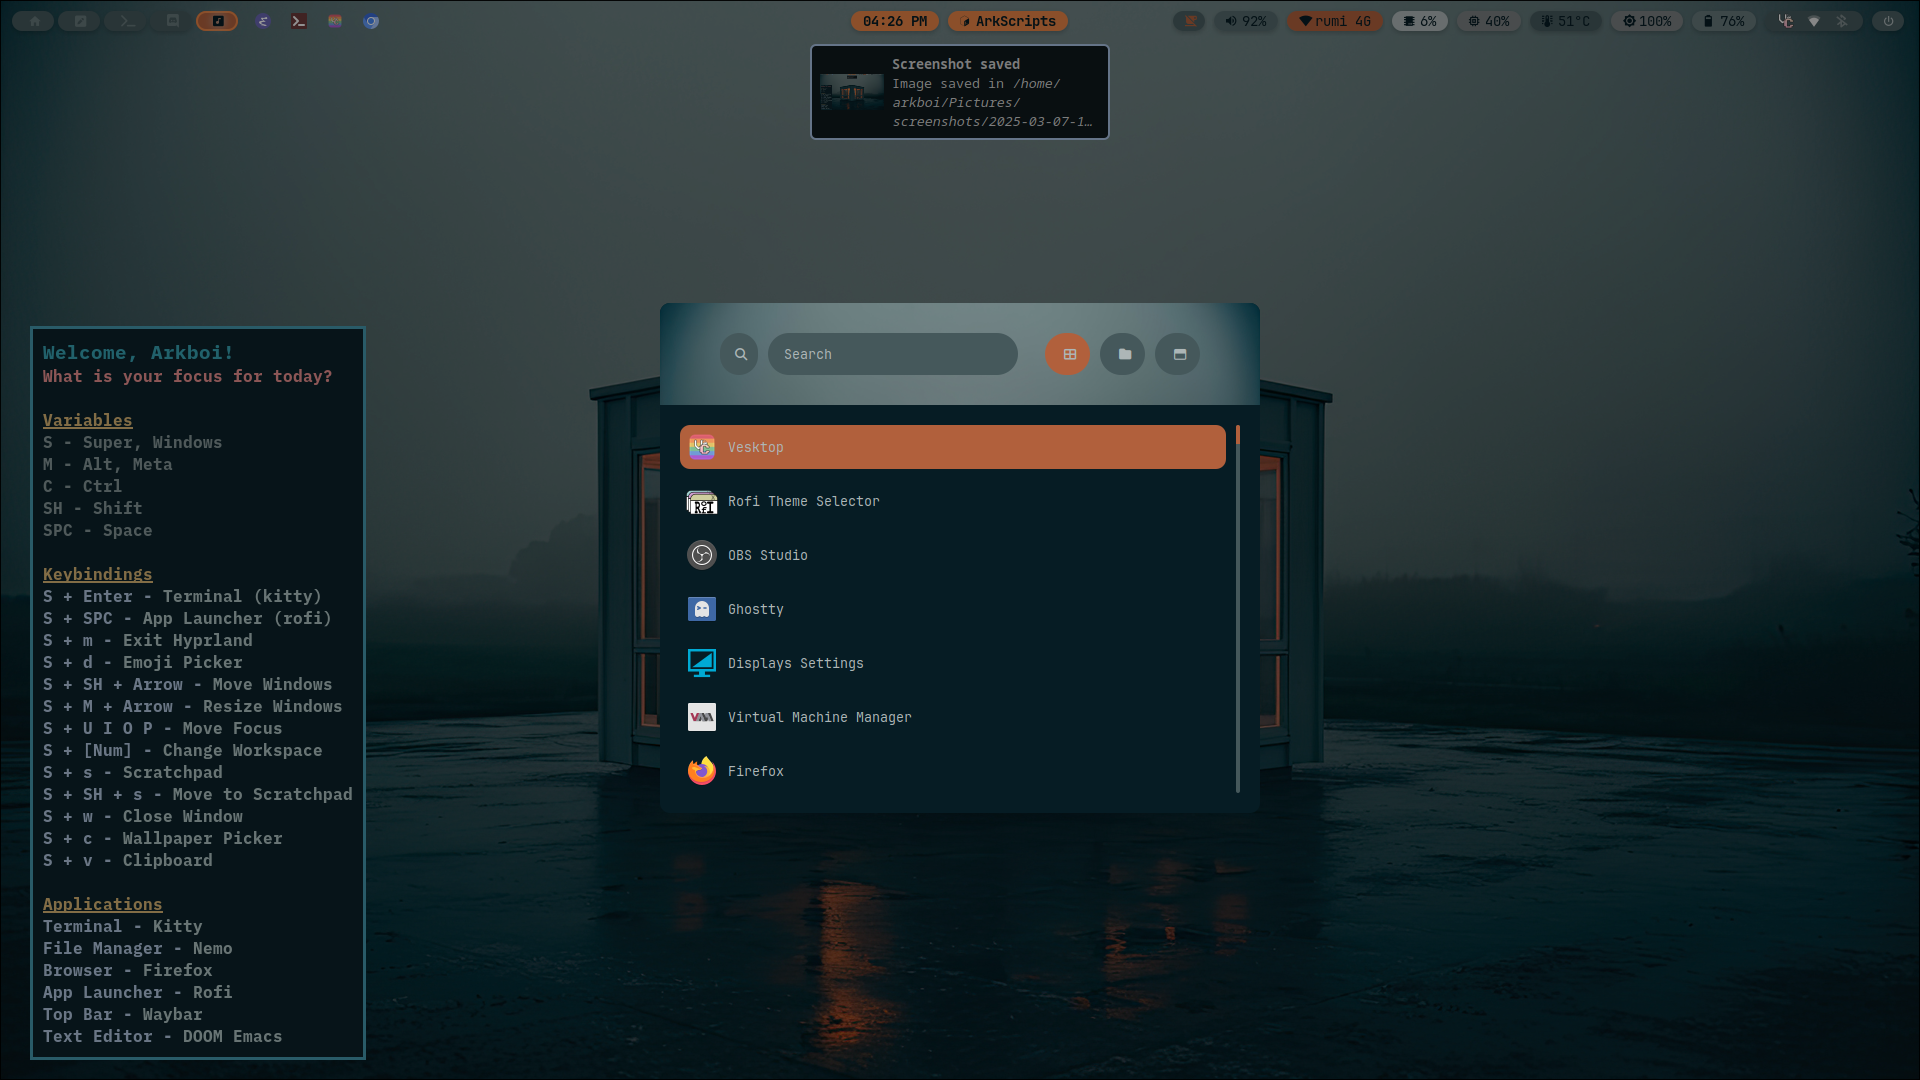 04:26 PM
ArkScripts
92%
rumi 4G
6%
40%
51°C
100%
76%
Screenshot saved
Image saved in /home/
arkboi/Pictures/
screenshots/2025-03-07-1…
Search
Vesktop
Rofi Theme Selector
OBS Studio
Ghostty
Displays Settings
Virtual Machine Manager
Firefox
Welcome, Arkboi!
What is your focus for today?
Variables
S - Super, Windows
M - Alt, Meta
C - Ctrl
SH - Shift
SPC - Space
Keybindings
S + Enter - Terminal (kitty)
S + SPC - App Launcher (rofi)
S + m - Exit Hyprland
S + d - Emoji Picker
S + SH + Arrow - Move Windows
S + M + Arrow - Resize Windows
S + U I O P - Move Focus
S + [Num] - Change Workspace
S + s - Scratchpad
S + SH + s - Move to Scratchpad
S + w - Close Window
S + c - Wallpaper Picker
S + v - Clipboard
Applications
Terminal - Kitty
File Manager - Nemo
Browser - Firefox
App Launcher - Rofi
Top Bar - Waybar
Text Editor - DOOM Emacs